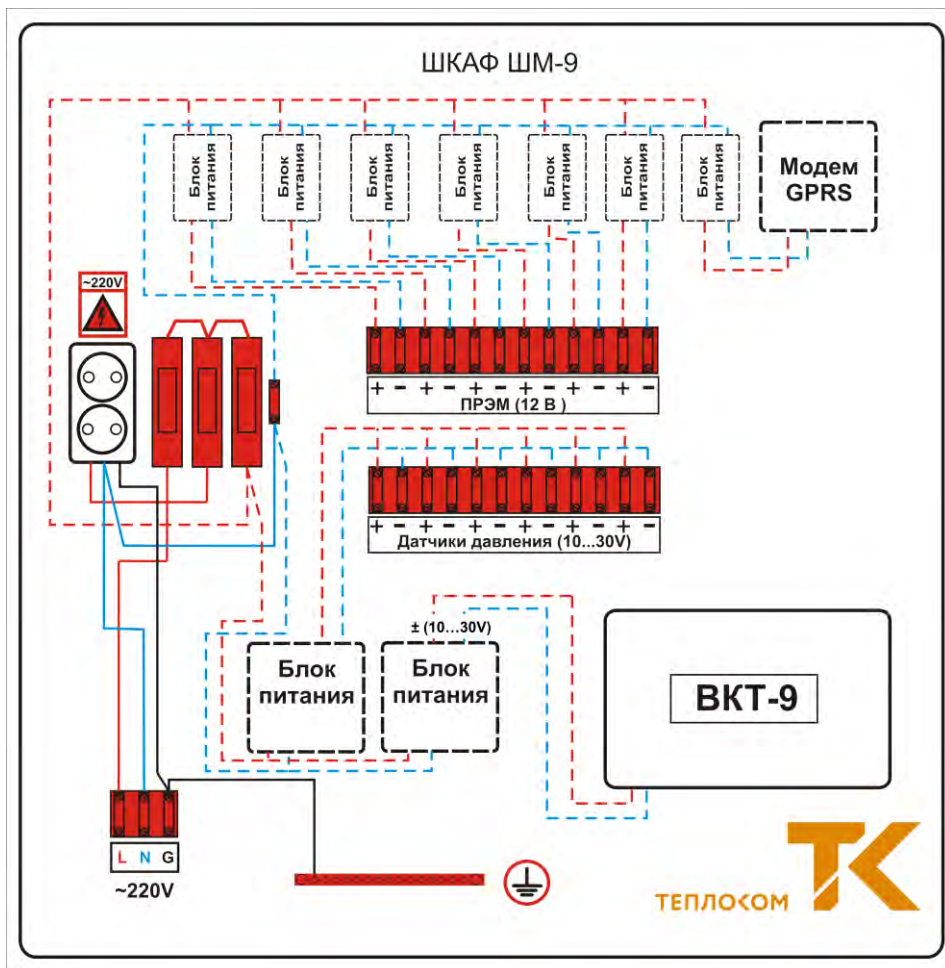 ШКАФ ШМ-9
Блок
питания
Блок
питания
Блок
питания
Блок
питания
Блок
питания
Блок
питания
Блок
питания
Модем
GPRS
~220V
+ - + - + - + - + - + -
ПРЭМ (12 В )
+ - + - + - + - + - + -
Датчики давления (10...30V)
± (10...30V)
Блок
питания
Блок
питания
ВКТ-9
L N G
~220V
ТК
ТЕПЛОКОМ